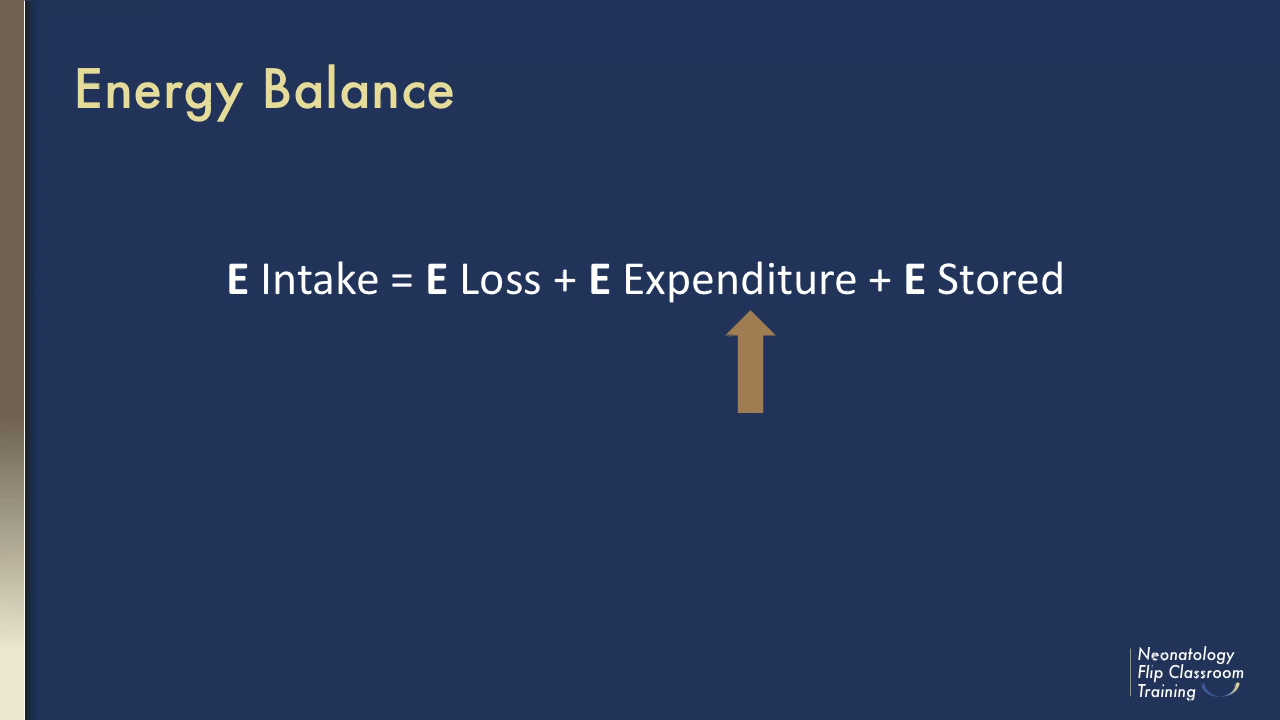 Energy Balance
E Intake = E Loss + E Expenditure + E Stored
Neonatology
Flip Classroom
Training